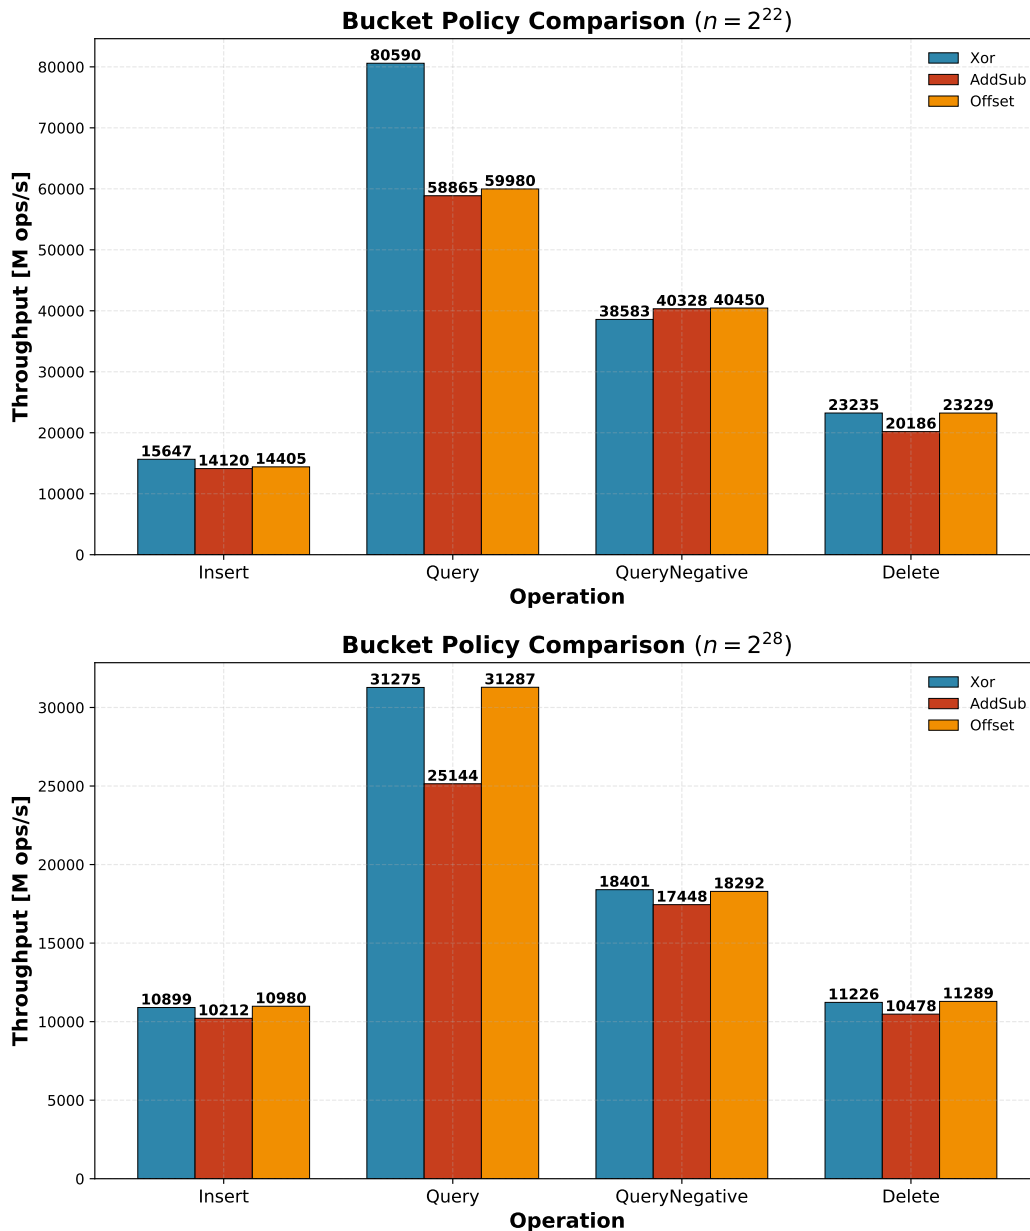 Bucket Policy Comparison (n = 2^22)
Throughput [M ops/s]
80000
70000
60000
50000
40000
30000
20000
10000
0
Xor
AddSub
Offset
15647 14120 14405
80590 58865 59980
38583 40328 40450
23235 20186 23229
Insert Query QueryNegative Delete
Operation
Bucket Policy Comparison (n = 2^28)
Throughput [M ops/s]
30000
25000
20000
15000
10000
5000
0
Xor
AddSub
Offset
10899 10212 10980
31275 25144 31287
18401 17448 18292
11226 10478 11289
Insert Query QueryNegative Delete
Operation